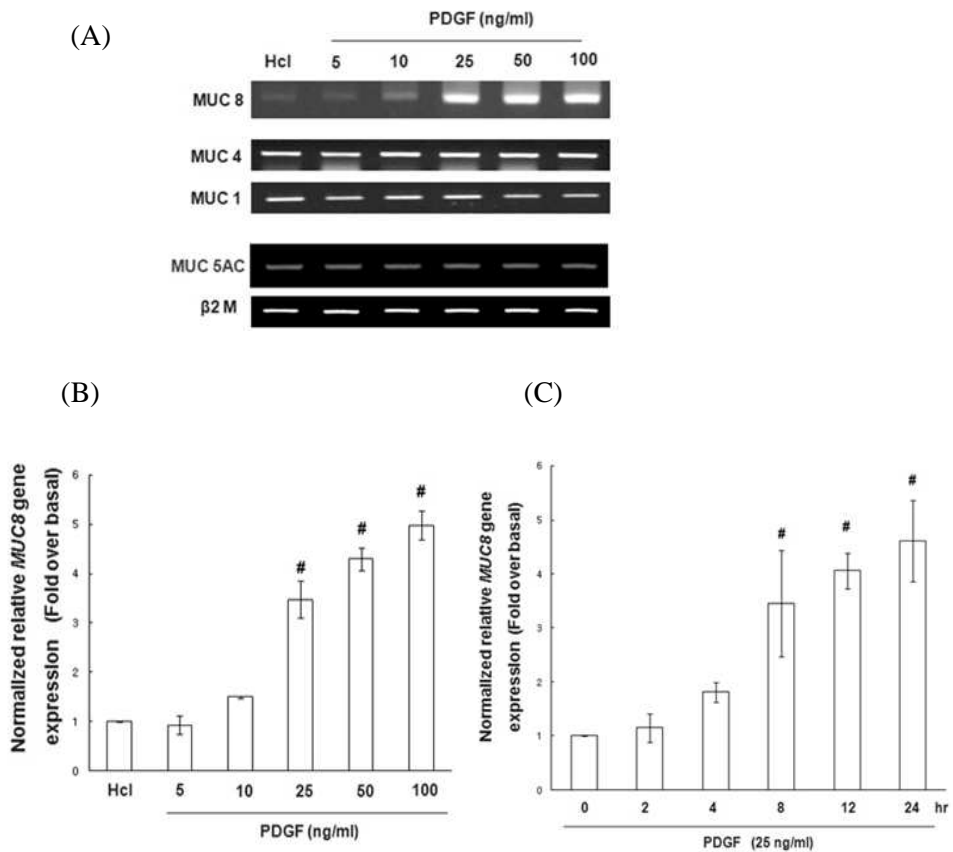 (A)
PDGF (ng/ml)
Hcl 5 10 25 50 100
MUC 8
MUC 4
MUC 1
MUC 5AC
β2 M
(B)
Normalized relative MUC8 gene
expression (Fold over basal)
6
5
4
3
2
1
0
# # #
Hcl 5 10 25 50 100
PDGF (ng/ml)
(C)
Normalized relative MUC8 gene
expression (Fold over basal)
6
5
4
3
2
1
0
# # #
0 2 4 8 12 24 hr
PDGF (25 ng/ml)